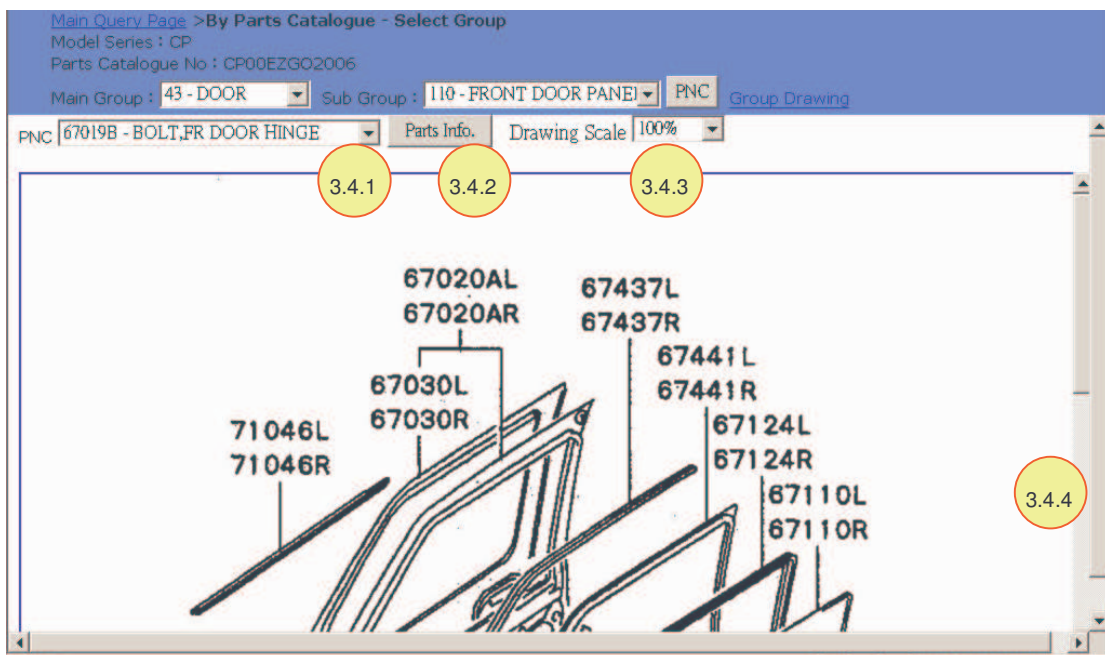 Main Query Page >By Parts Catalogue - Select Group
Model Series : CP
Parts Catalogue No : CP00EZGO2006
Main Group : 43 - DOOR Sub Group : 110 - FRONT DOOR PANEI PNC Group Drawing
PNC 67019B - BOLT,FR DOOR HINGE Parts Info. Drawing Scale 100%
3.4.1 3.4.2 3.4.3
67020AL
67020AR
67437L
67437R
67441L
67441R
67030L
67030R
71046L
71046R
67124L
67124R
67110L
67110R
3.4.4